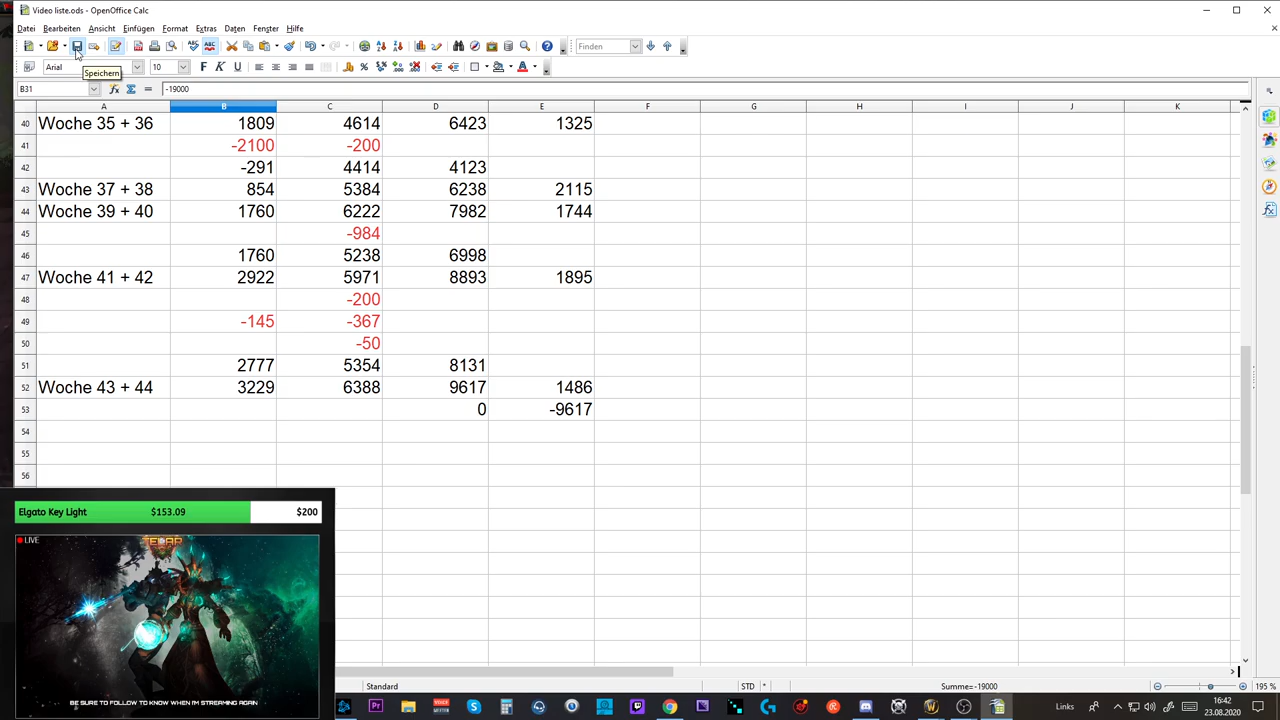 Video liste.ods - OpenOffice Calc
Datei Bearbeiten Ansicht Einfügen Format Extras Daten Fenster Hilfe
Finden
Arial 10 F K U
Speichern
B31 -19000
A B C D E F G H I J K
40 Woche 35 + 36 1809 4614 6423 1325
41 -2100 -200
42 -291 4414 4123
43 Woche 37 + 38 854 5384 6238 2115
44 Woche 39 + 40 1760 6222 7982 1744
45 -984
46 1760 5238 6998
47 Woche 41 + 42 2922 5971 8893 1895
48 -200
49 -145 -367
50 -50
51 2777 5354 8131
52 Woche 43 + 44 3229 6388 9617 1486
53 0 -9617
54
55
56
Elgato Key Light $153.09 $200
LIVE
BE SURE TO FOLLOW TO KNOW WHEN I'M STREAMING AGAIN
Standard STD * Summe=-19000 195 %
Links 16:42
23.08.2020